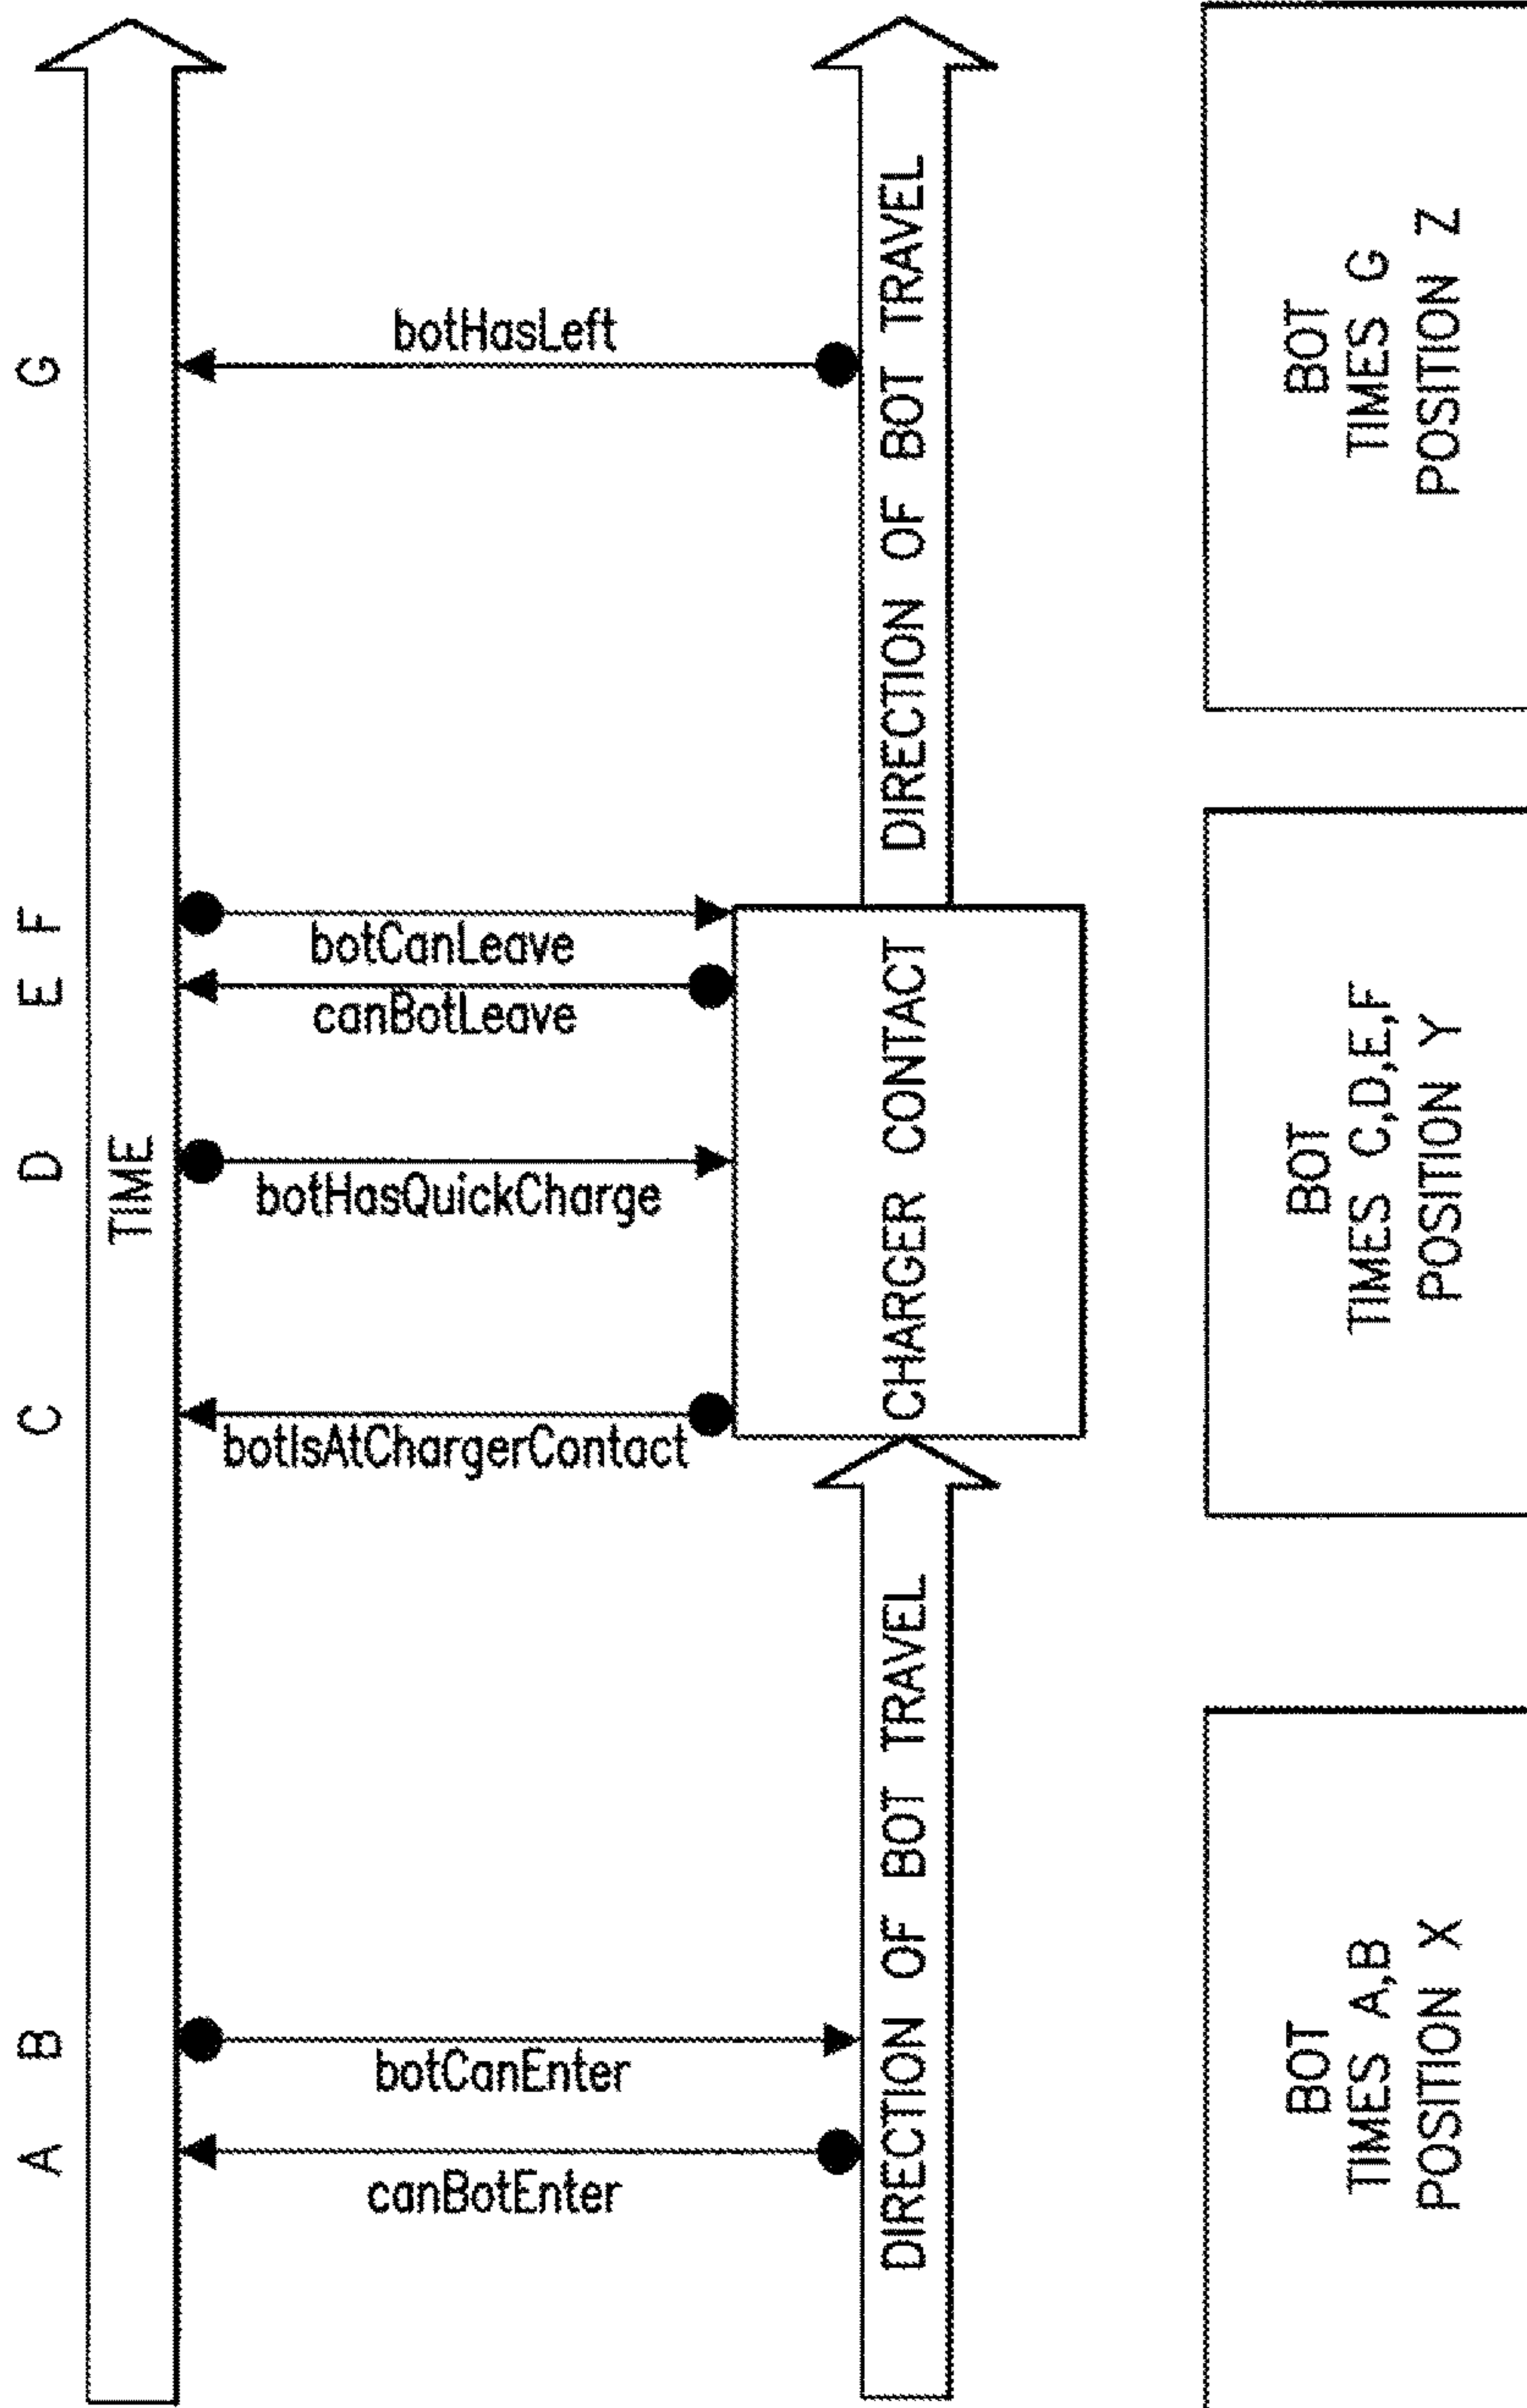 A
B
C
D
E
F
G
TIME
canBotEnter
botCanEnter
botIsAtChargerContact
botHasQuickCharge
canBotLeave
botCanLeave
botHasLeft
DIRECTION OF BOT TRAVEL
CHARGER CONTACT
DIRECTION OF BOT TRAVEL
BOT
TIMES A,B
POSITION X
BOT
TIMES C,D,E,F
POSITION Y
BOT
TIMES G
POSITION Z